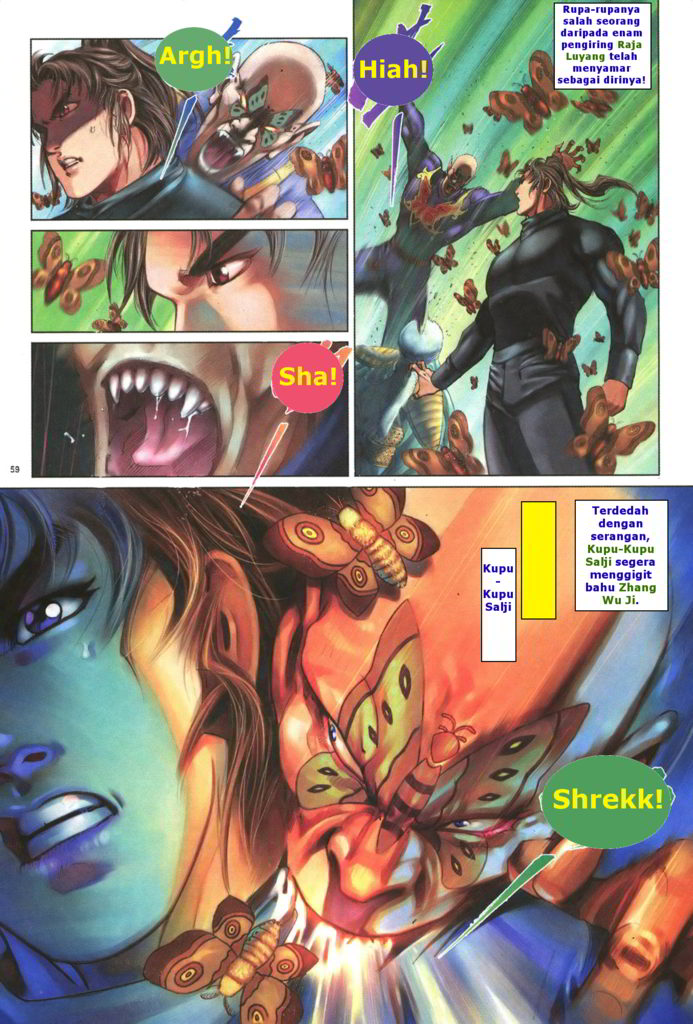 Argh!
Hiah!
Rupa-rupanya
salah seorang
daripada enam
pengiring Raja
Luyang telah
menyamar
sebagai dirinya!
Sha!
59
Kupu
-
Kupu
Salji
Terdedah
dengan
serangan,
Kupu-Kupu
Salji segera
menggigit
bahu Zhang
Wu Ji.
Shrekk!